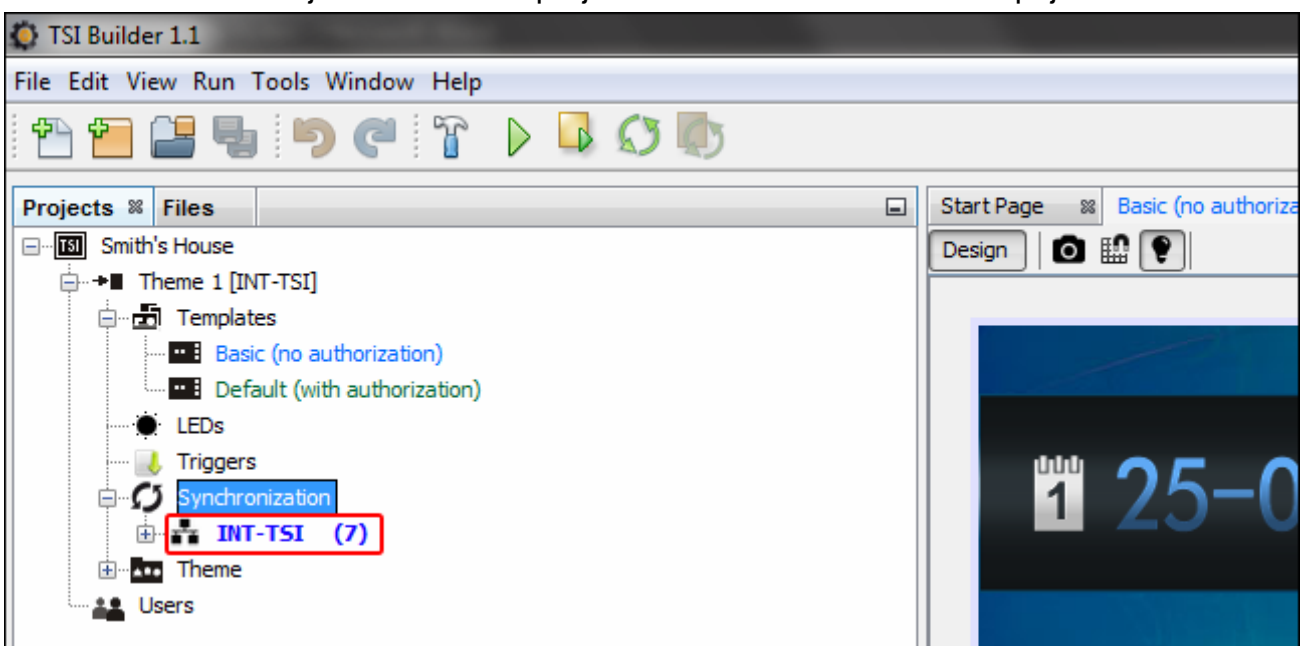 TSI Builder 1.1
File Edit View Run Tools Window Help
Projects Files
Start Page Basic (no authoriza
Design
TSI Smith's House
Theme 1 [INT-TSI]
Templates
Basic (no authorization)
Default (with authorization)
LEDs
Triggers
1 25-0
Synchronization
INT-TSI (7)
Theme
Users